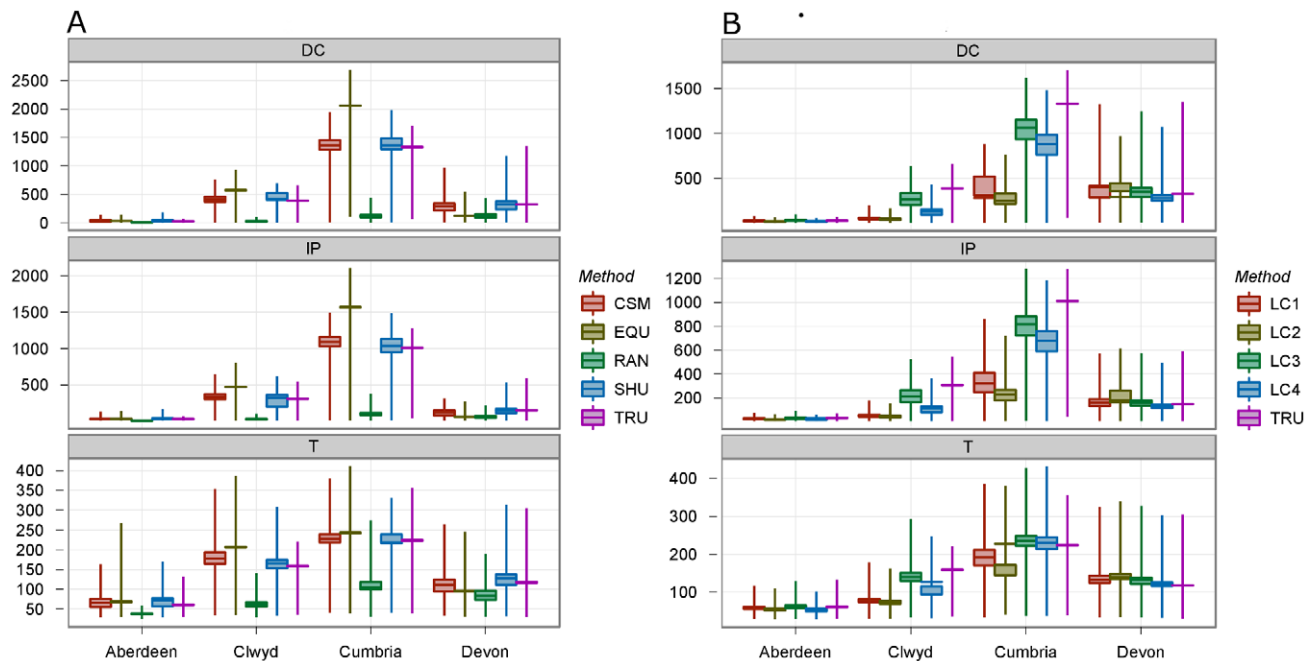 A
DC
2500
2000
1500
1000
500
0
IP
2000
1500
1000
500
T
400
350
300
250
200
150
100
50
Aberdeen Clwyd Cumbria Devon
Method
CSM
EQU
RAN
SHU
TRU
B
DC
1500
1000
500
IP
1200
1000
800
600
400
200
T
400
300
200
100
Aberdeen Clwyd Cumbria Devon
Method
LC1
LC2
LC3
LC4
TRU